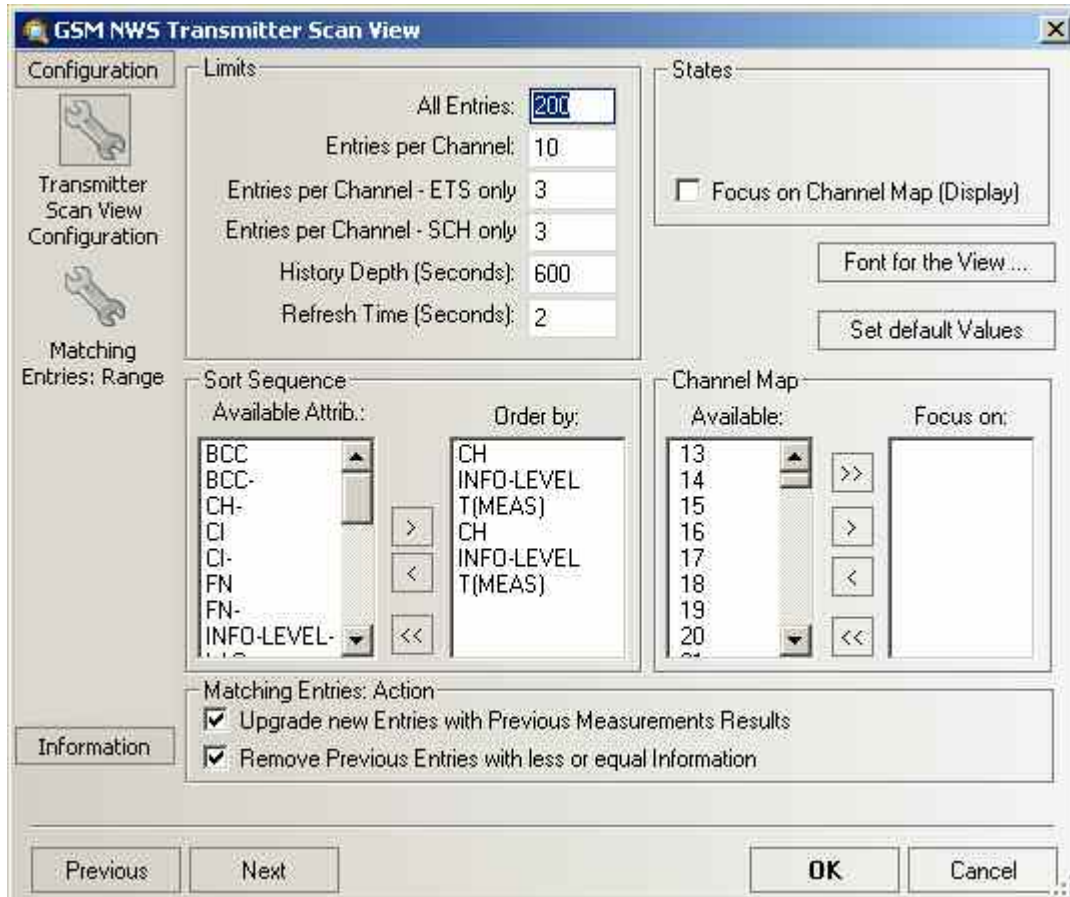 GSM NWS Transmitter Scan View
Configuration
Transmitter
Scan View
Configuration
Matching
Entries: Range
Information
Limits
All Entries: 200
Entries per Channel: 10
Entries per Channel - ETS only 3
Entries per Channel - SCH only 3
History Depth (Seconds): 600
Refresh Time (Seconds): 2
States
Focus on Channel Map (Display)
Font for the View ...
Set default Values
Sort Sequence
Available Attrib.:
BCC
BCC-
CH-
CI
CI-
FN
FN-
INFO-LEVEL-
>
<
<<
Order by:
CH
INFO-LEVEL
T(MEAS)
CH
INFO-LEVEL
T(MEAS)
Channel Map
Available:
13
14
15
16
17
18
19
20
>>
>
<
<<
Focus on:
Matching Entries: Action
Upgrade new Entries with Previous Measurements Results
Remove Previous Entries with less or equal Information
Previous
Next
OK
Cancel